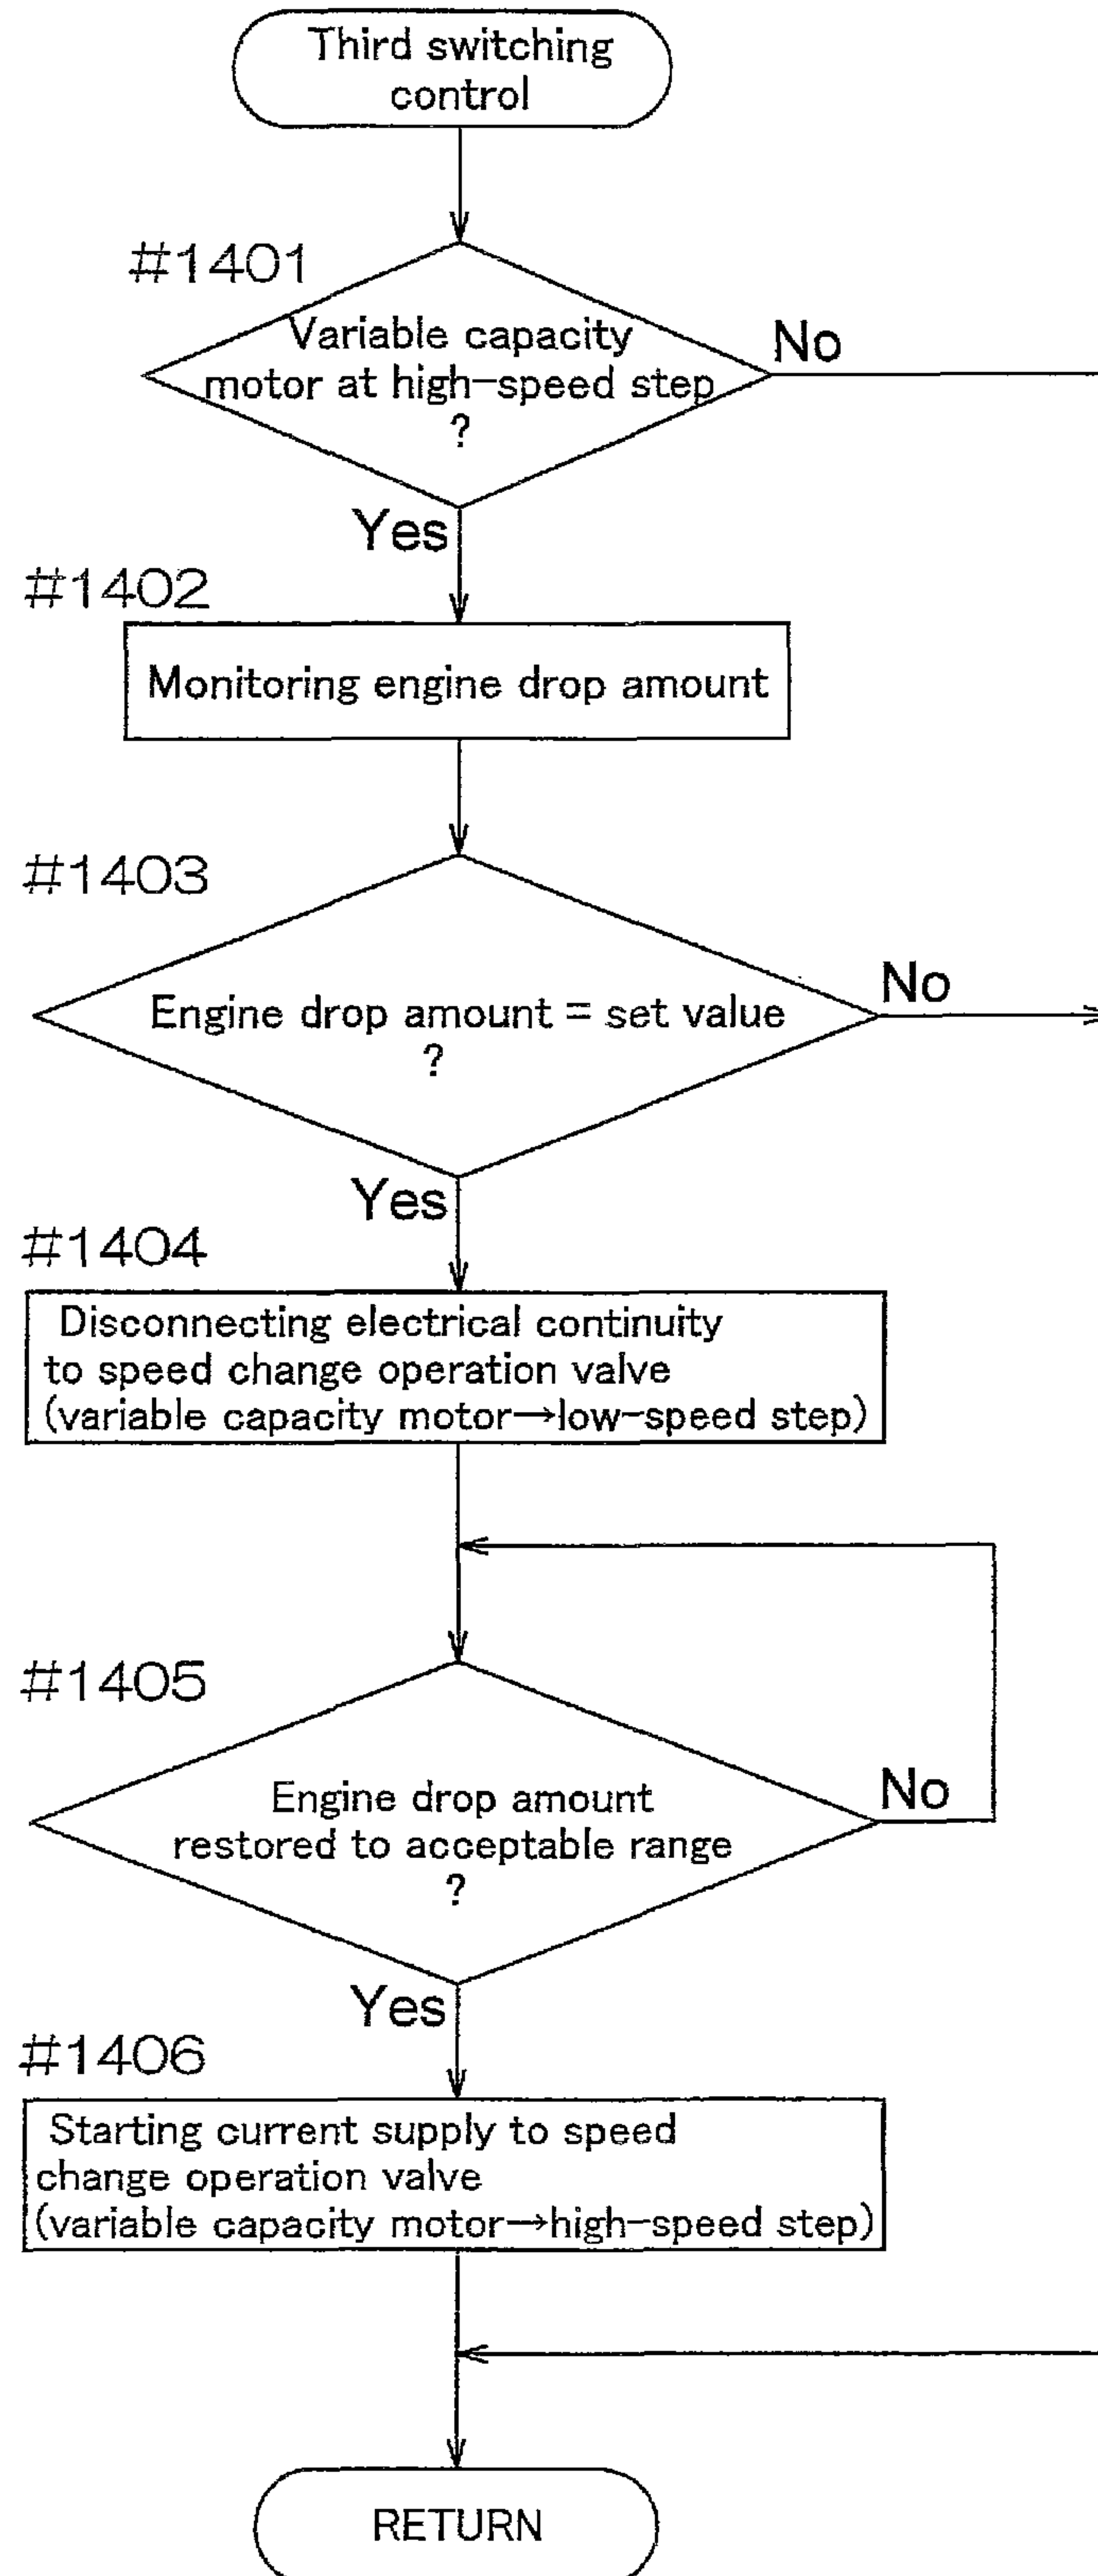 Third switching
control
#1401
Variable capacity
motor at high-speed step
?
No
Yes
#1402
Monitoring engine drop amount
#1403
Engine drop amount = set value
?
No
Yes
#1404
Disconnecting electrical continuity
to speed change operation valve
(variable capacity motor→low-speed step)
#1405
Engine drop amount
restored to acceptable range
?
No
Yes
#1406
Starting current supply to speed
change operation valve
(variable capacity motor→high-speed step)
RETURN